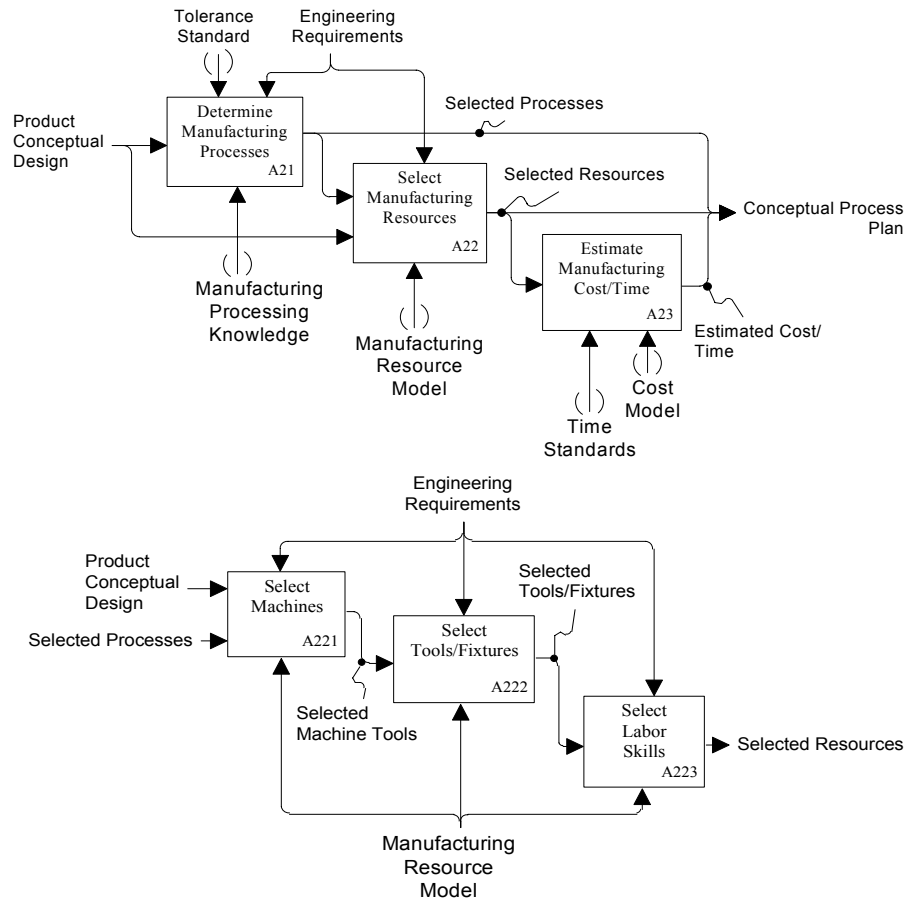 Tolerance
Standard
Engineering
Requirements
Product
Conceptual
Design
Determine
Manufacturing
Processes
A21
Selected Processes
Select
Manufacturing
Resources
A22
Selected Resources
Conceptual Process
Plan
Estimate
Manufacturing
Cost/Time
A23
Manufacturing
Processing
Knowledge
Manufacturing
Resource
Model
Estimated Cost/
Time
Cost
Model
Time
Standards
Engineering
Requirements
Product
Conceptual
Design
Selected Processes
Select
Machines
A221
Selected
Machine Tools
Select
Tools/Fixtures
A222
Selected
Tools/Fixtures
Select
Labor
Skills
A223
Selected Resources
Manufacturing
Resource
Model